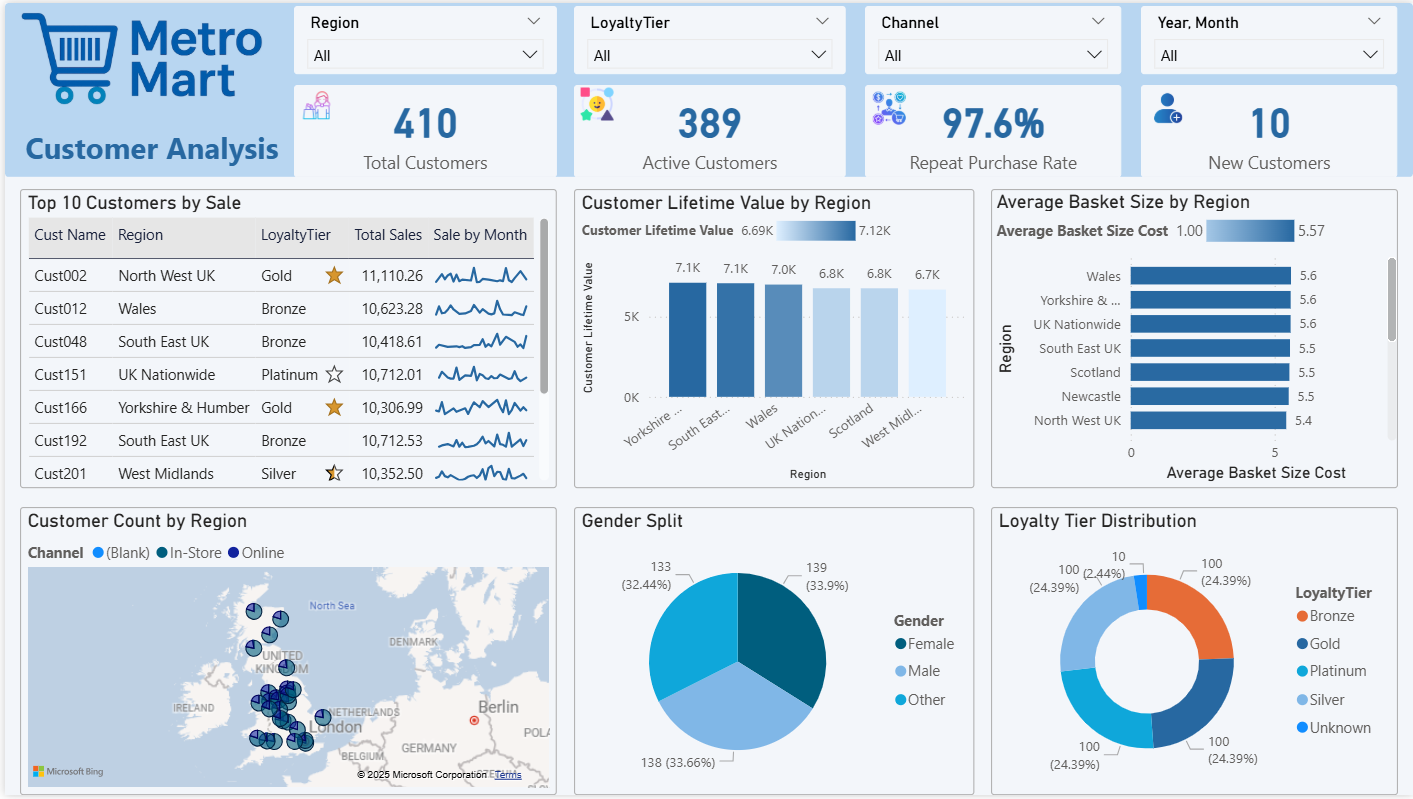 Metro
Mart
Customer Analysis
Region
All
LoyaltyTier
All
Channel
All
Year, Month
All
410
Total Customers
389
Active Customers
97.6%
Repeat Purchase Rate
10
New Customers
Top 10 Customers by Sale
Cust Name Region LoyaltyTier Total Sales Sale by Month
Cust002 North West UK Gold 11,110.26
Cust012 Wales Bronze 10,623.28
Cust048 South East UK Bronze 10,418.61
Cust151 UK Nationwide Platinum 10,712.01
Cust166 Yorkshire & Humber Gold 10,306.99
Cust192 South East UK Bronze 10,712.53
Cust201 West Midlands Silver 10,352.50
Customer Lifetime Value by Region
Customer Lifetime Value 6.69K 7.12K
Customer Lifetime Value
5K
0K
7.1K 7.1K 7.0K 6.8K 6.8K 6.7K
Yorkshire ... South East... Wales UK Nation... Scotland West Midl...
Region
Average Basket Size by Region
Average Basket Size Cost 1.00 5.57
Region
Wales 5.6
Yorkshire & ... 5.6
UK Nationwide 5.6
South East UK 5.5
Scotland 5.5
Newcastle 5.5
North West UK 5.4
0 5
Average Basket Size Cost
Customer Count by Region
Channel (Blank) In-Store Online
North Sea
DENMARK
UNITED
KINGDOM
IRELAND
NETHERLANDS
Berlin
London
POLA
GERMANY
BELGIUM
Microsoft Bing
© 2025 Microsoft Corporation Terms
Gender Split
133
(32.44%)
139
(33.9%)
138 (33.66%)
Gender
Female
Male
Other
Loyalty Tier Distribution
10
(2.44%)
100
(24.39%)
100
(24.39%)
100
(24.39%)
100
(24.39%)
LoyaltyTier
Bronze
Gold
Platinum
Silver
Unknown